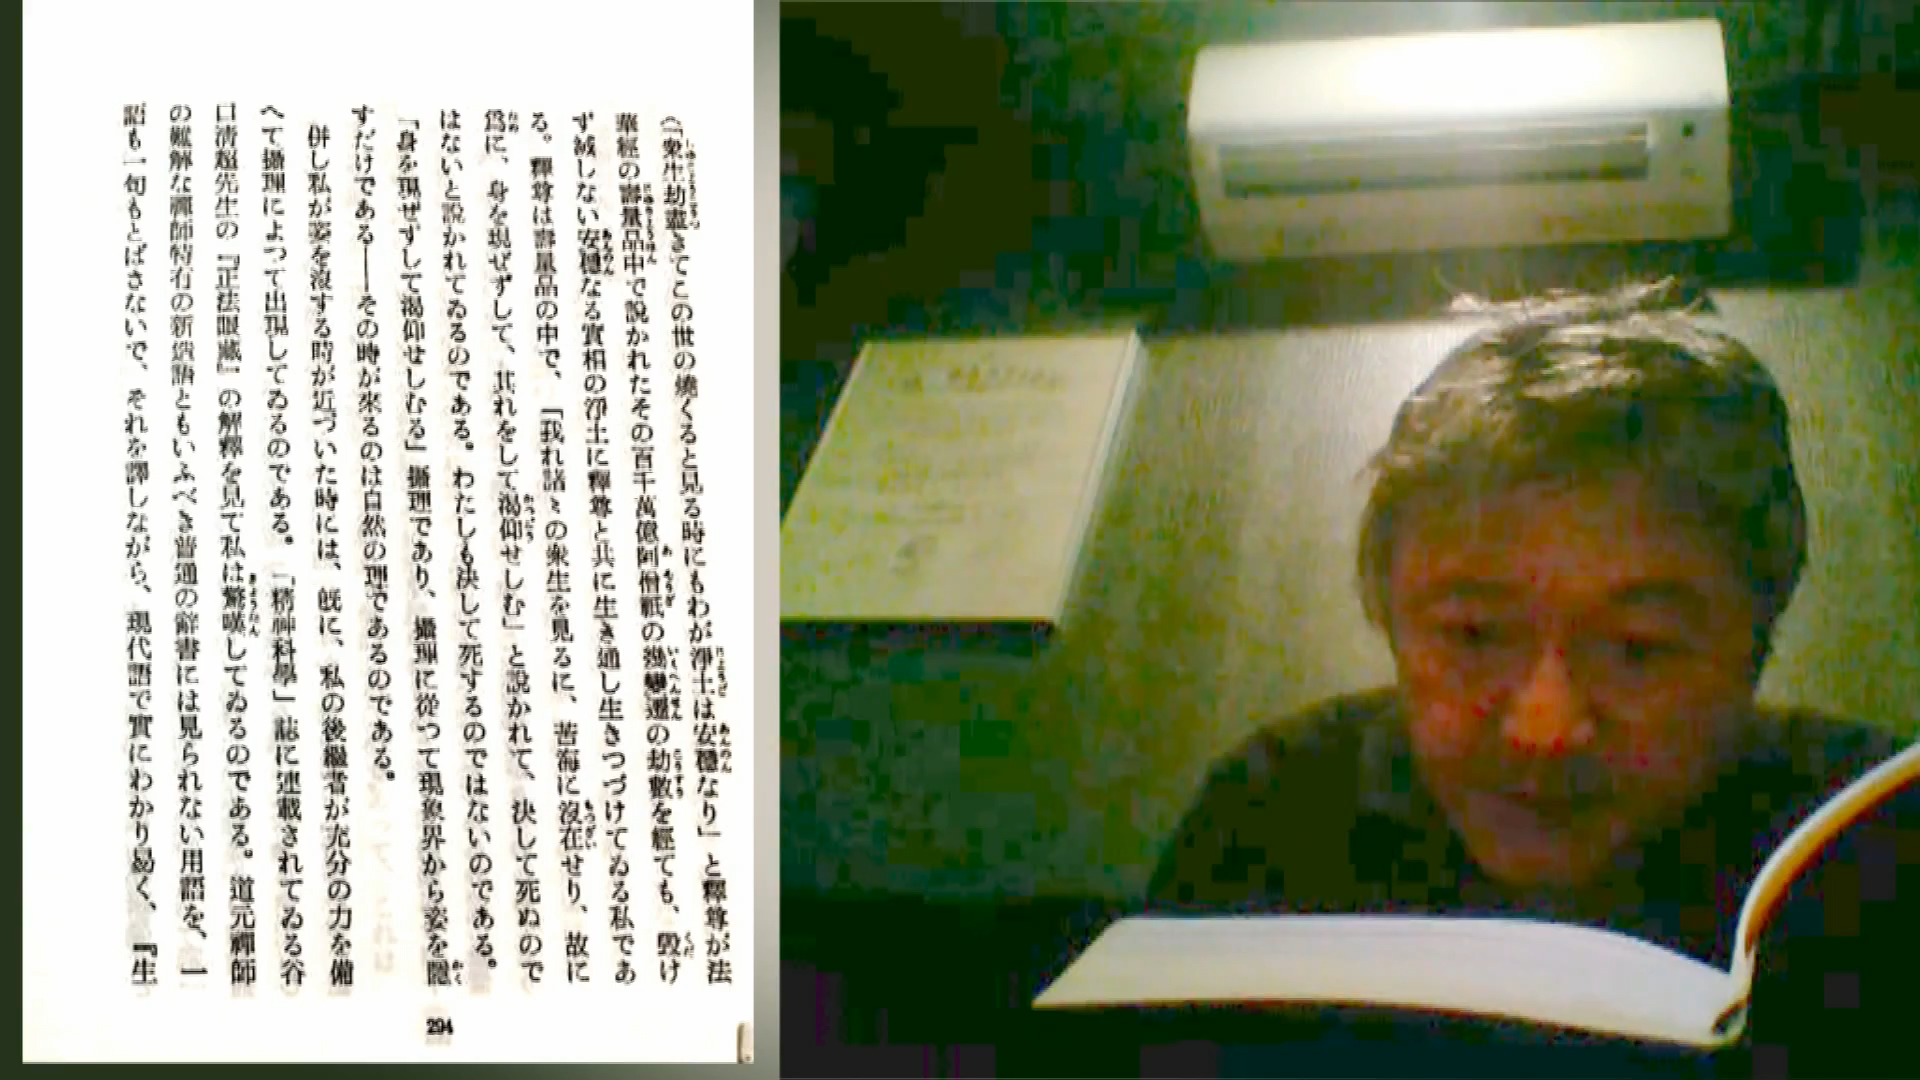 (「衆生劫盡きてこの世の燒くると見る時にもわが淨土は安穩なり」と釋尊が法
華經の壽量品中で說かれたその百千萬億阿僧祇の幾變遷の劫數を經ても、毀け
ず滅しない安穩なる實相の淨土に釋尊と共に生き通し生きつづけてゐる私であ
る。釋尊は壽量品の中で、「我れ諸〻の衆生を見るに、苦海に沒在せり、故に
爲に、身を現ぜずして、其れをして渴仰せしむ」と說かれて、決して死ぬので
はないと說かれてゐるのである。わたしも決して死するのではないのである。
「身を現ぜずして渴仰せしむる」攝理であり、攝理に從つて現象界から姿を隱
すだけである——その時が來るのは自然の理であるのである。
併し私が姿を沒する時が近づいた時には、旣に、私の後繼者が充分の力を備
へて攝理によつて出現してゐるのである。「精神科學」誌に連載されてゐる谷
口淸超先生の『正法眼藏』の解釋を見て私は驚嘆してゐるのである。道元禪師
の難解な禪師特有の新造語ともいふべき普通の辭書には見られない用語を、一
語も一句もとばさないで、それを譯しながら、現代語で實にわかり易く、『生
294